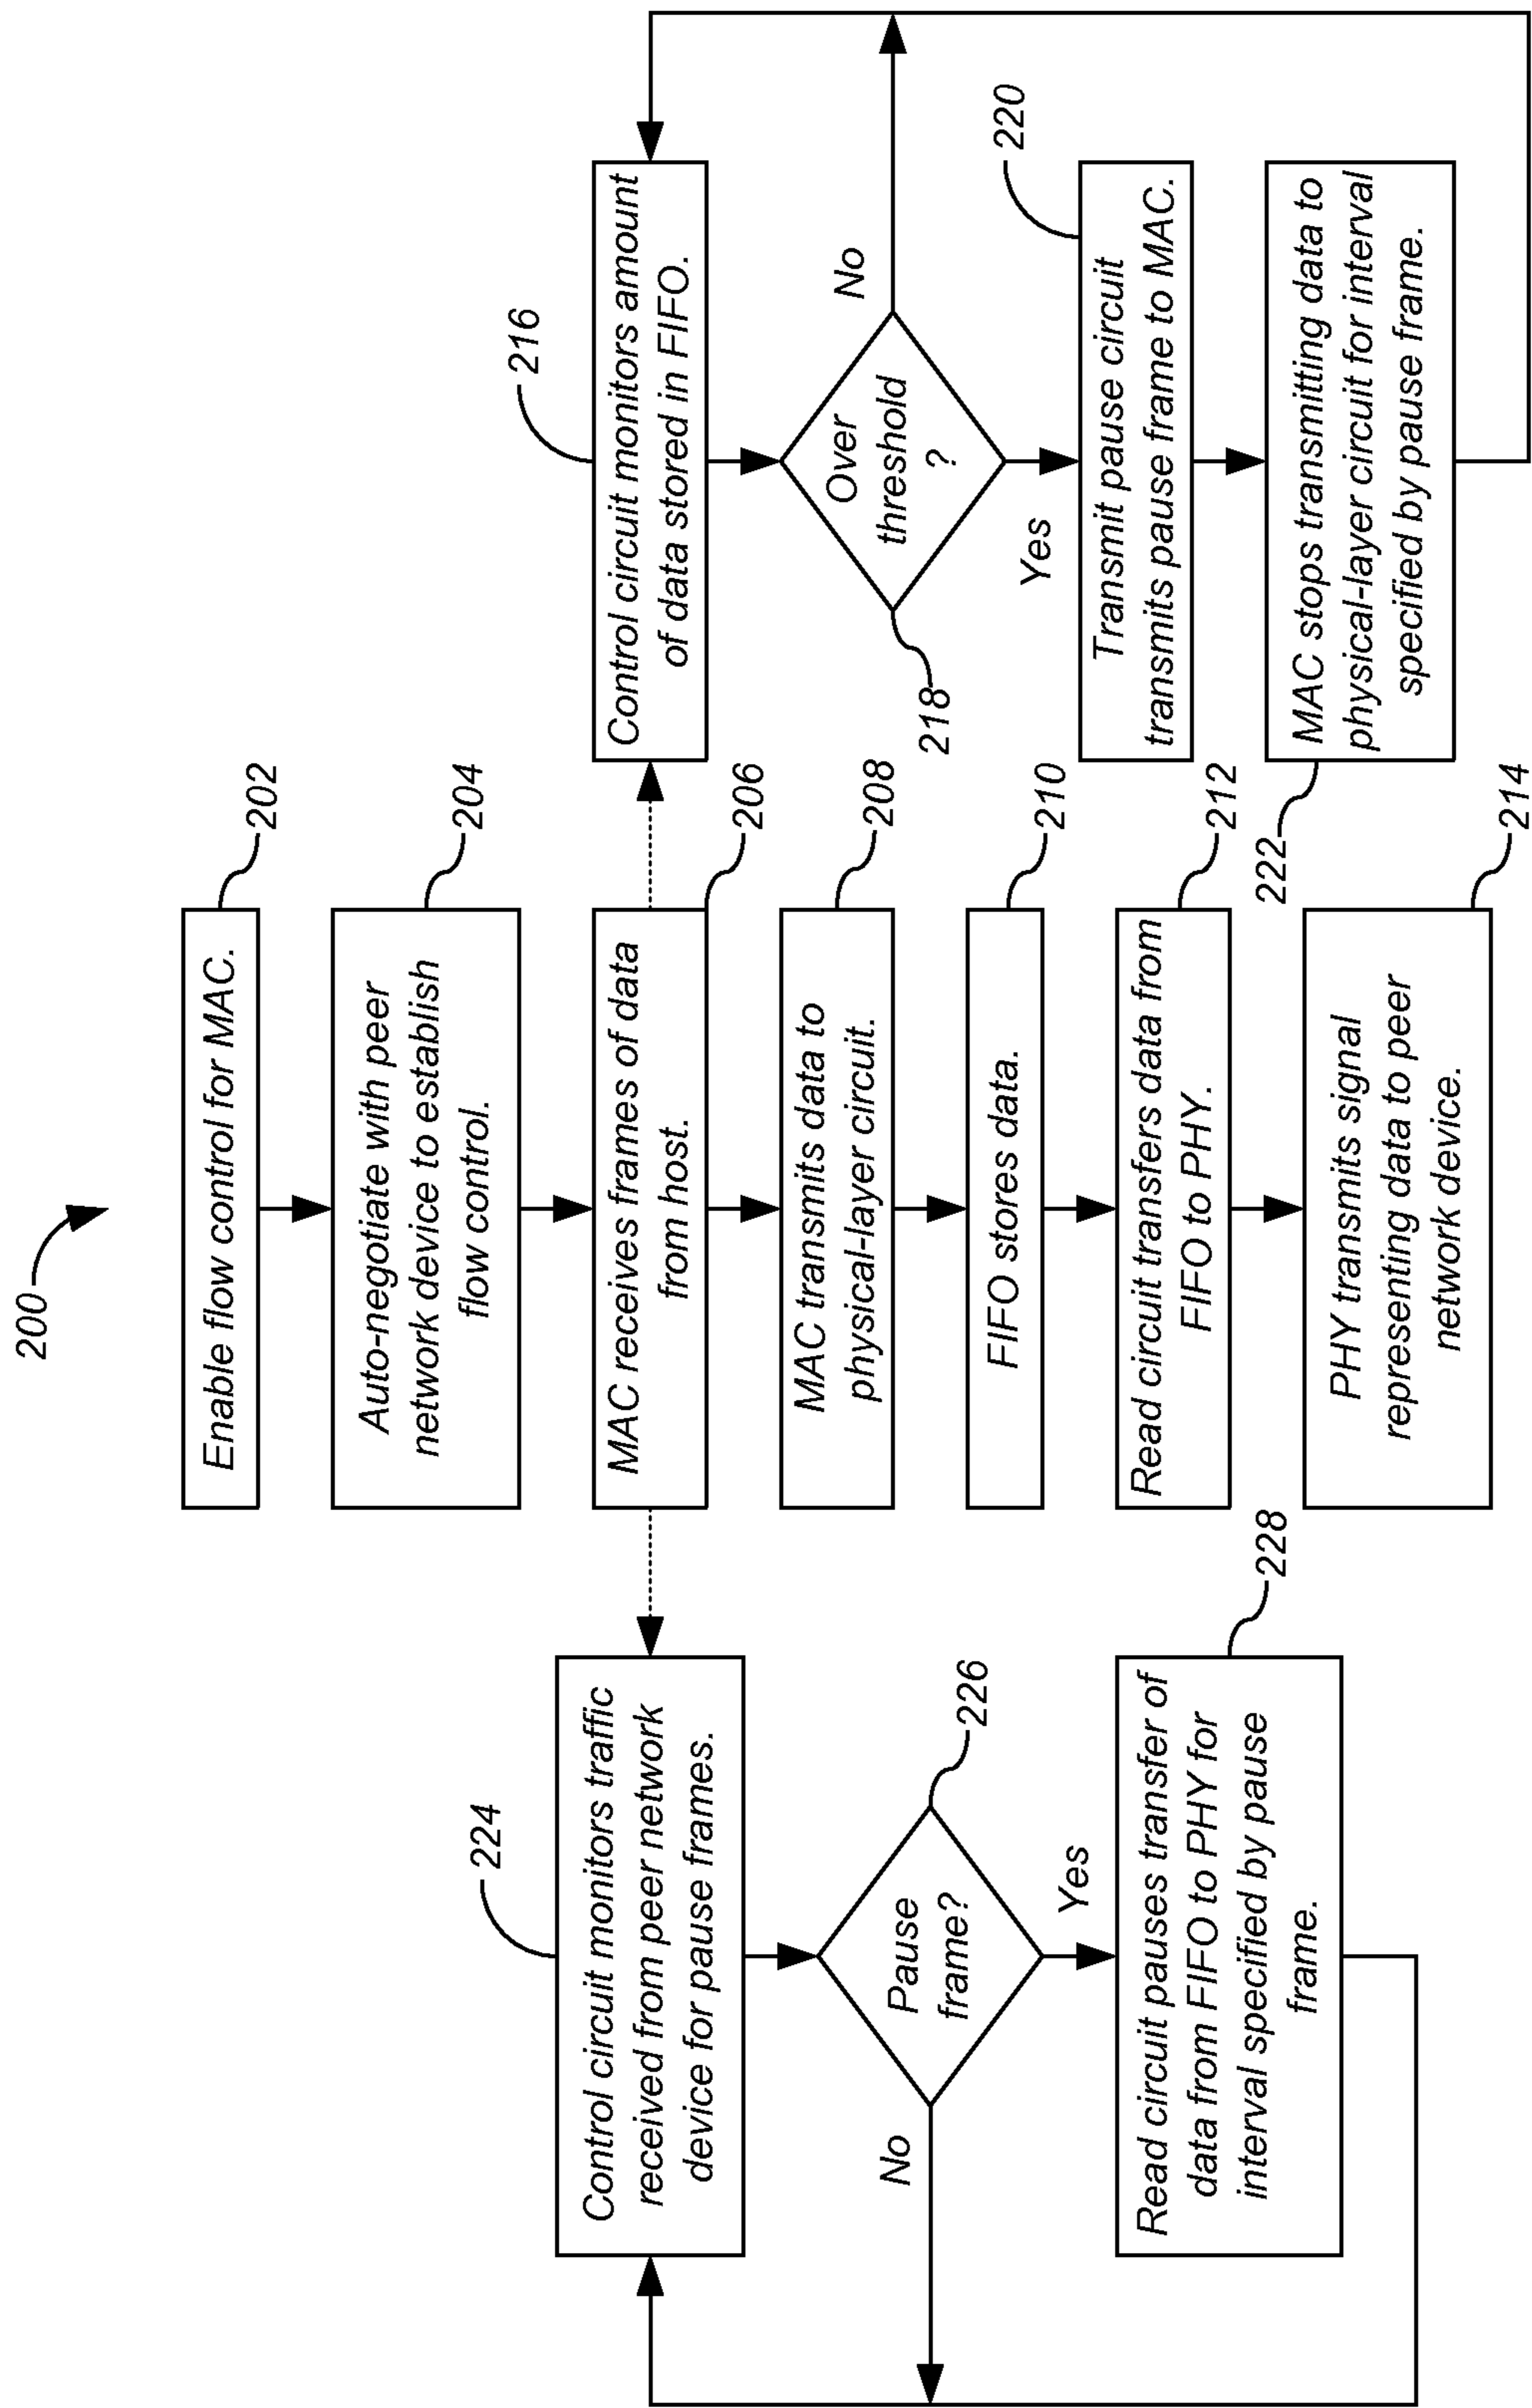 200
Enable flow control for MAC.
202
Auto-negotiate with peer
network device to establish
flow control.
204
MAC receives frames of data
from host.
206
MAC transmits data to
physical-layer circuit.
208
FIFO stores data.
210
Read circuit transfers data from
FIFO to PHY.
212
PHY transmits signal
representing data to peer
network device.
214
216
Control circuit monitors amount
of data stored in FIFO.
Over
threshold
?
218
No
Yes
220
Transmit pause circuit
transmits pause frame to MAC.
MAC stops transmitting data to
physical-layer circuit for interval
specified by pause frame.
222
224
Control circuit monitors traffic
received from peer network
device for pause frames.
Pause
frame?
226
No
Yes
Read circuit pauses transfer of
data from FIFO to PHY for
interval specified by pause
frame.
228